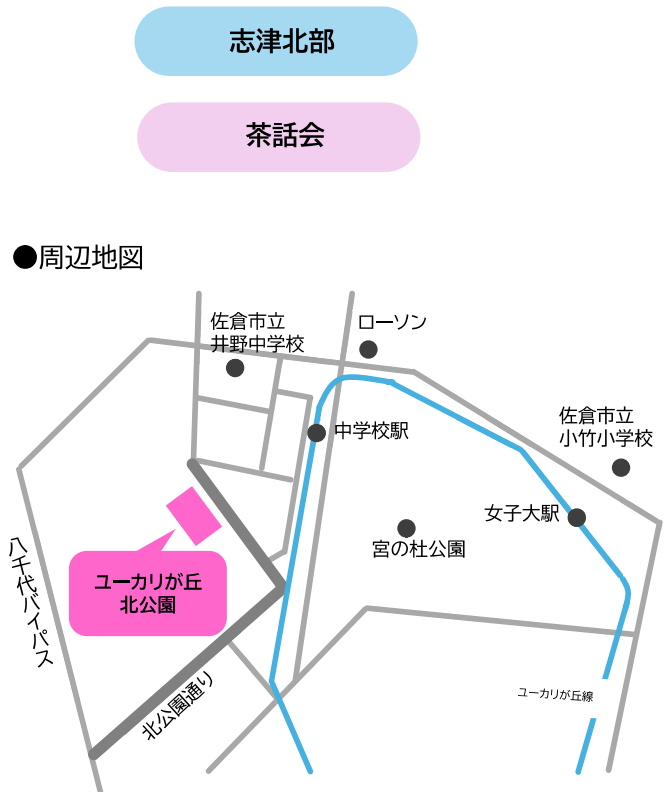 志津北部
茶話会
●周辺地図
佐倉市立
井野中学校
ローソン
佐倉市立
小竹小学校
中学校駅
女子大駅
宮の杜公園
八千代バイパス
ユーカリが丘
北公園
北公園通り
ユーカリが丘線